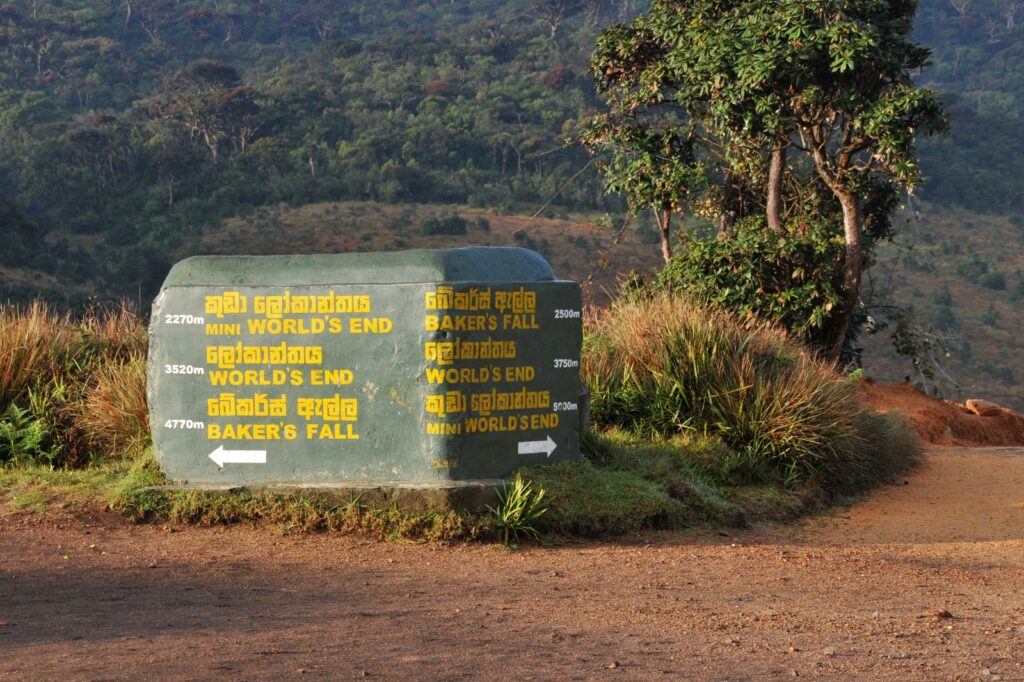 කුඩා ලෝකාන්තය
2270m MINI WORLD'S END
ලෝකාන්තය
3520m WORLD'S END
බේකර්ස් ඇල්ල
4770m BAKER'S FALL
බේකර්ස් ඇල්ල
BAKER'S FALL 2500m
ලෝකාන්තය
WORLD'S END 3750m
කුඩා ලෝකාන්තය
MINI WORLD'S END